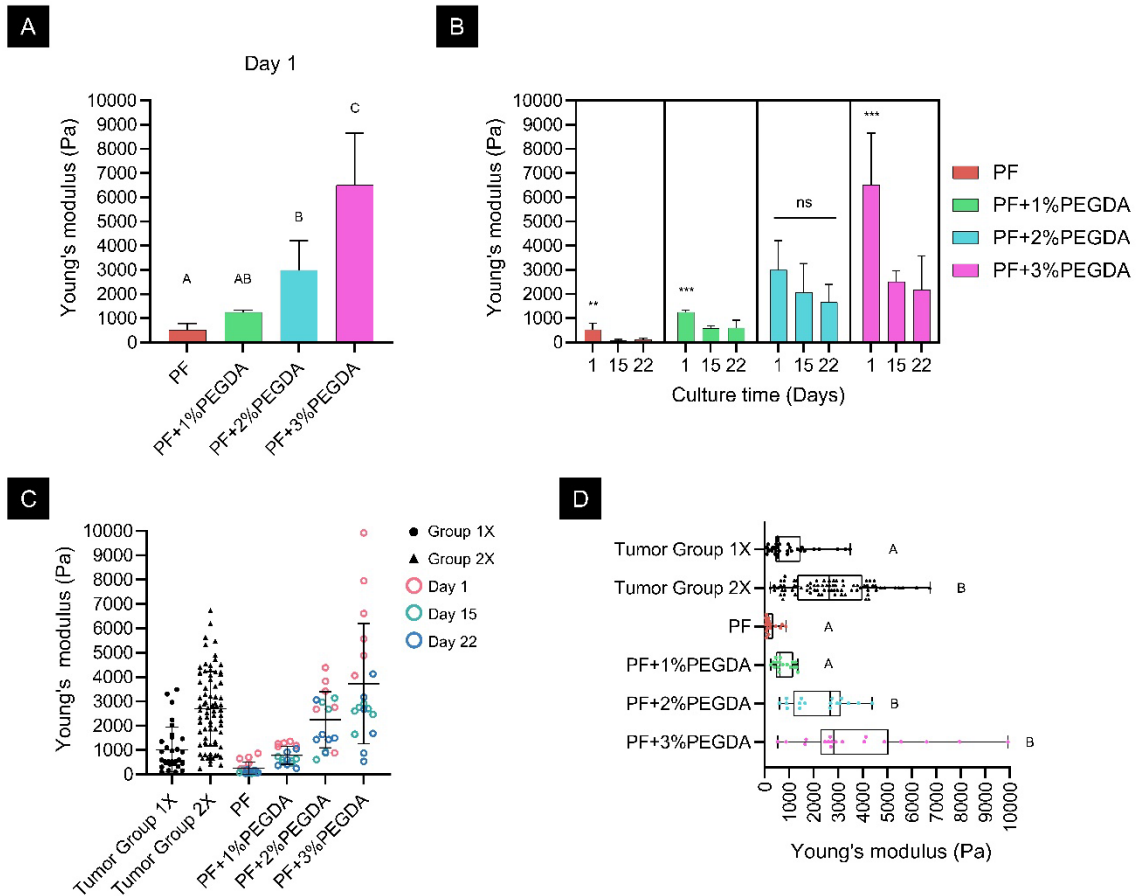 A
Day 1
Young's modulus (Pa)
10000
9000
8000
7000
6000
5000
4000
3000
2000
1000
0
A
AB
B
C
PF
PF+1%PEGDA
PF+2%PEGDA
PF+3%PEGDA
B
Young's modulus (Pa)
10000
9000
8000
7000
6000
5000
4000
3000
2000
1000
0
**
***
ns
***
1 15 22
1 15 22
1 15 22
1 15 22
Culture time (Days)
PF
PF+1%PEGDA
PF+2%PEGDA
PF+3%PEGDA
C
Young's modulus (Pa)
10000
9000
8000
7000
6000
5000
4000
3000
2000
1000
0
Tumor Group 1X
Tumor Group 2X
PF
PF+1%PEGDA
PF+2%PEGDA
PF+3%PEGDA
Group 1X
Group 2X
Day 1
Day 15
Day 22
D
Tumor Group 1X
A
Tumor Group 2X
B
PF
A
PF+1%PEGDA
A
PF+2%PEGDA
B
PF+3%PEGDA
B
0
1000
2000
3000
4000
5000
6000
7000
8000
9000
10000
Young's modulus (Pa)